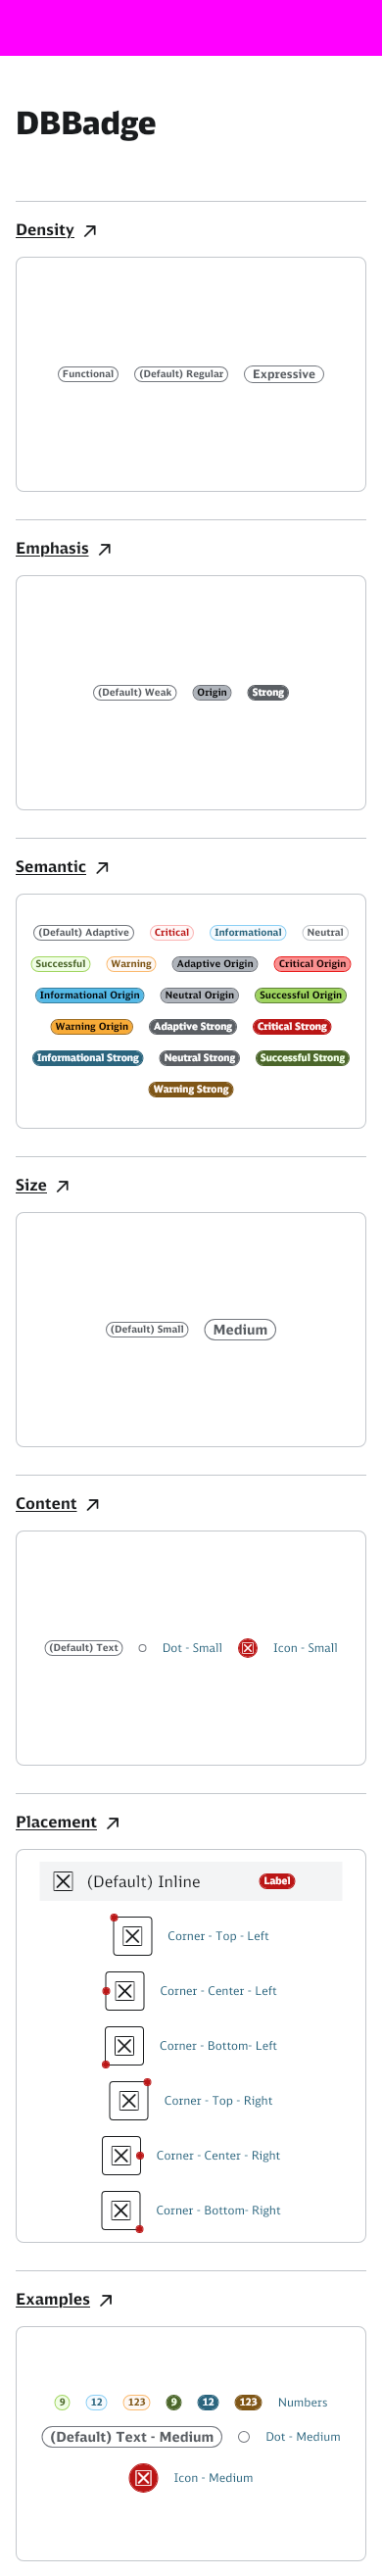 DBBadge
Density
Functional (Default) Regular Expressive
Emphasis
(Default) Weak Origin Strong
Semantic
(Default) Adaptive Critical Informational Neutral
Successful Warning Adaptive Origin Critical Origin
Informational Origin Neutral Origin Successful Origin
Warning Origin Adaptive Strong Critical Strong
Informational Strong Neutral Strong Successful Strong
Warning Strong
Size
(Default) Small Medium
Content
(Default) Text Dot - Small Icon - Small
Placement
(Default) Inline Label
Corner - Top - Left
Corner - Center - Left
Corner - Bottom- Left
Corner - Top - Right
Corner - Center - Right
Corner - Bottom- Right
Examples
9 12 123 9 12 123 Numbers
(Default) Text - Medium Dot - Medium
Icon - Medium